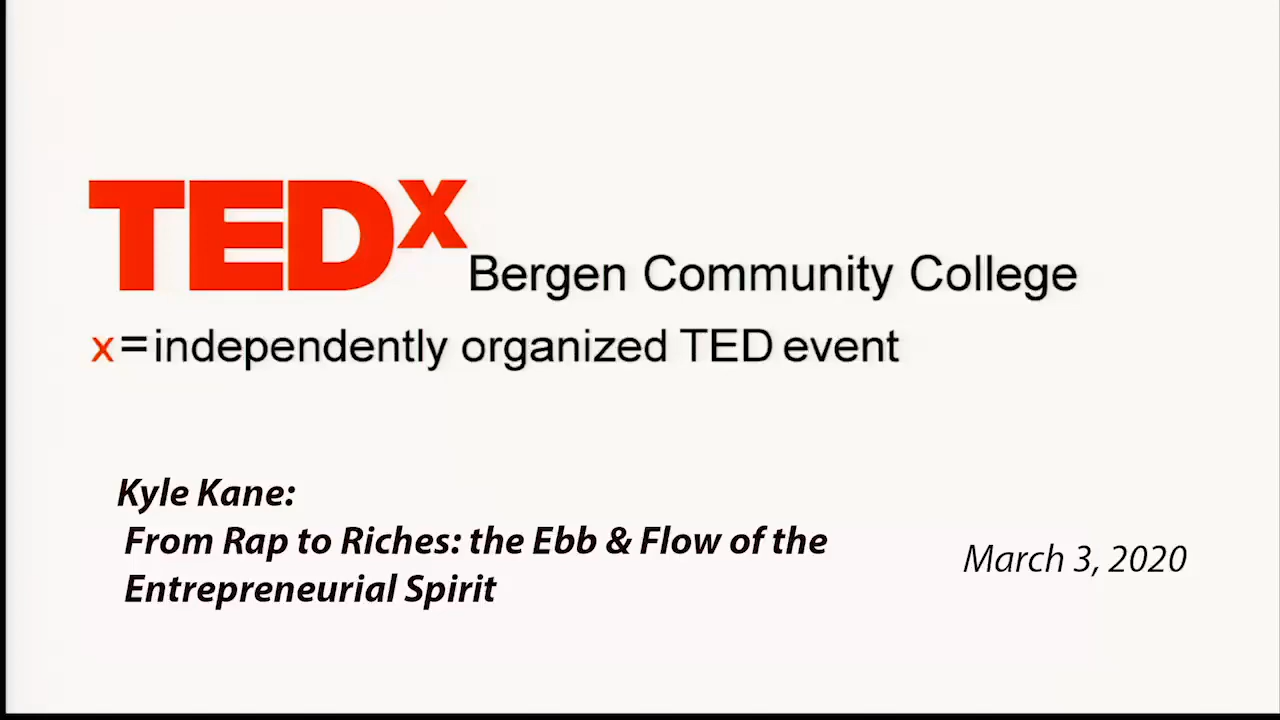 TEDx Bergen Community College
x=independently organized TED event
Kyle Kane:
From Rap to Riches: the Ebb & Flow of the
Entrepreneurial Spirit
March 3, 2020